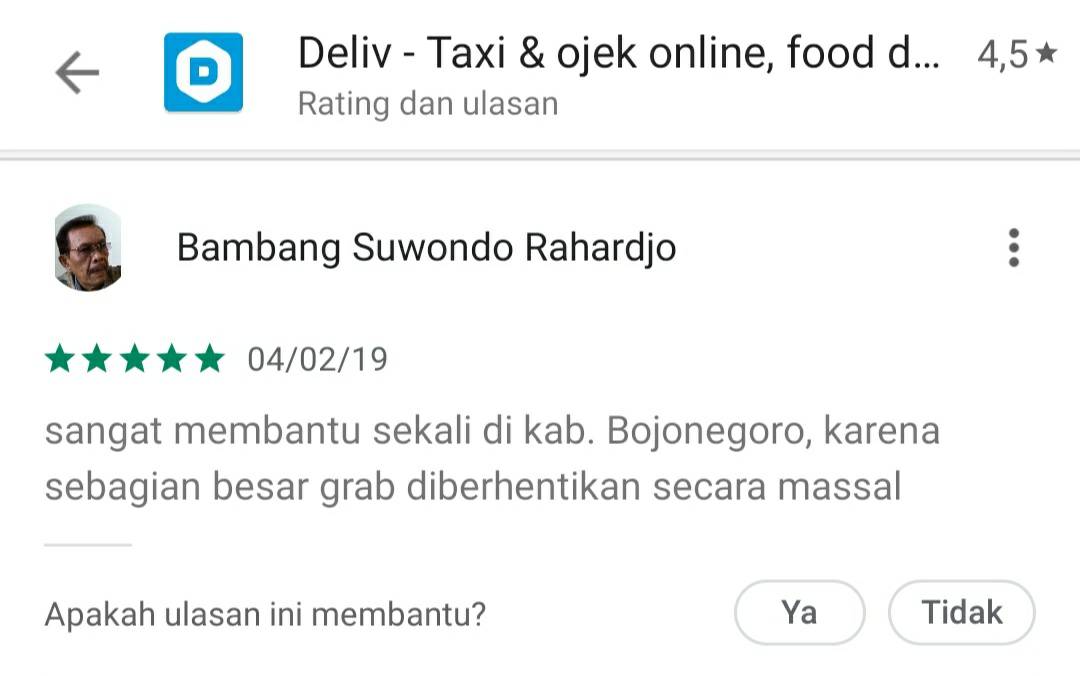 Deliv - Taxi & ojek online, food d... 4,5★
Rating dan ulasan
Bambang Suwondo Rahardjo
04/02/19
sangat membantu sekali di kab. Bojonegoro, karena
sebagian besar grab diberhentikan secara massal
Apakah ulasan ini membantu? Ya Tidak